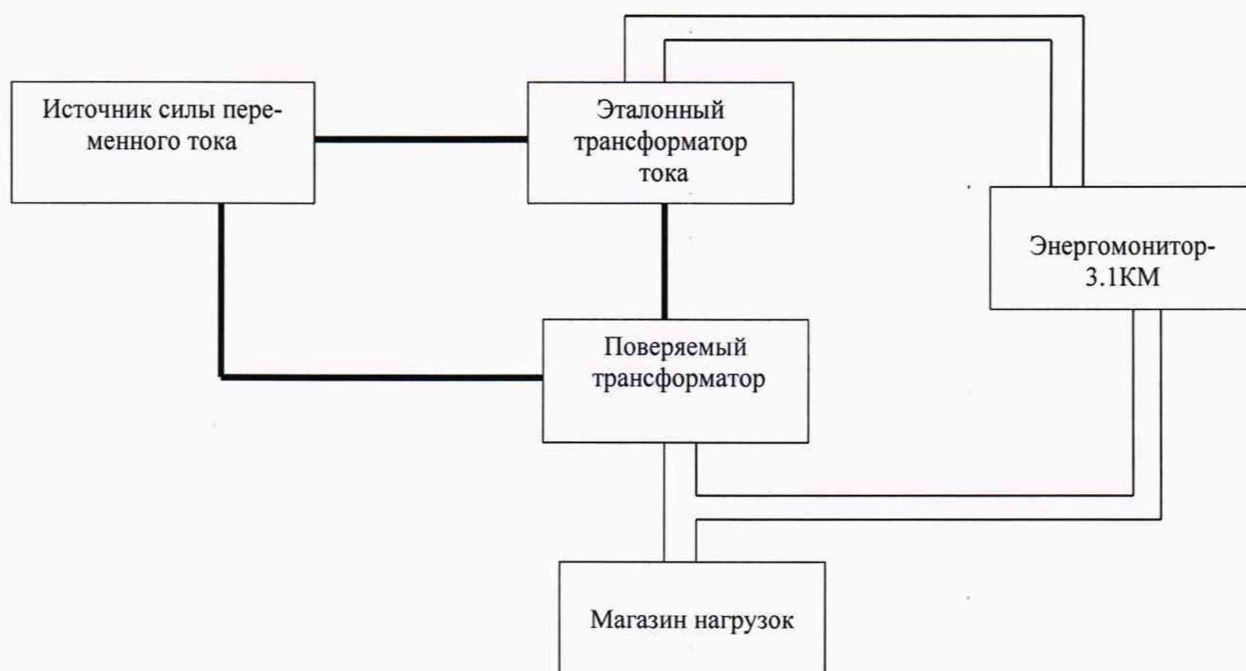 Источник силы пере-
менного тока
Эталонный
трансформатор
тока
Энергомонитор-
3.1КМ
Поверяемый
трансформатор
Магазин нагрузок